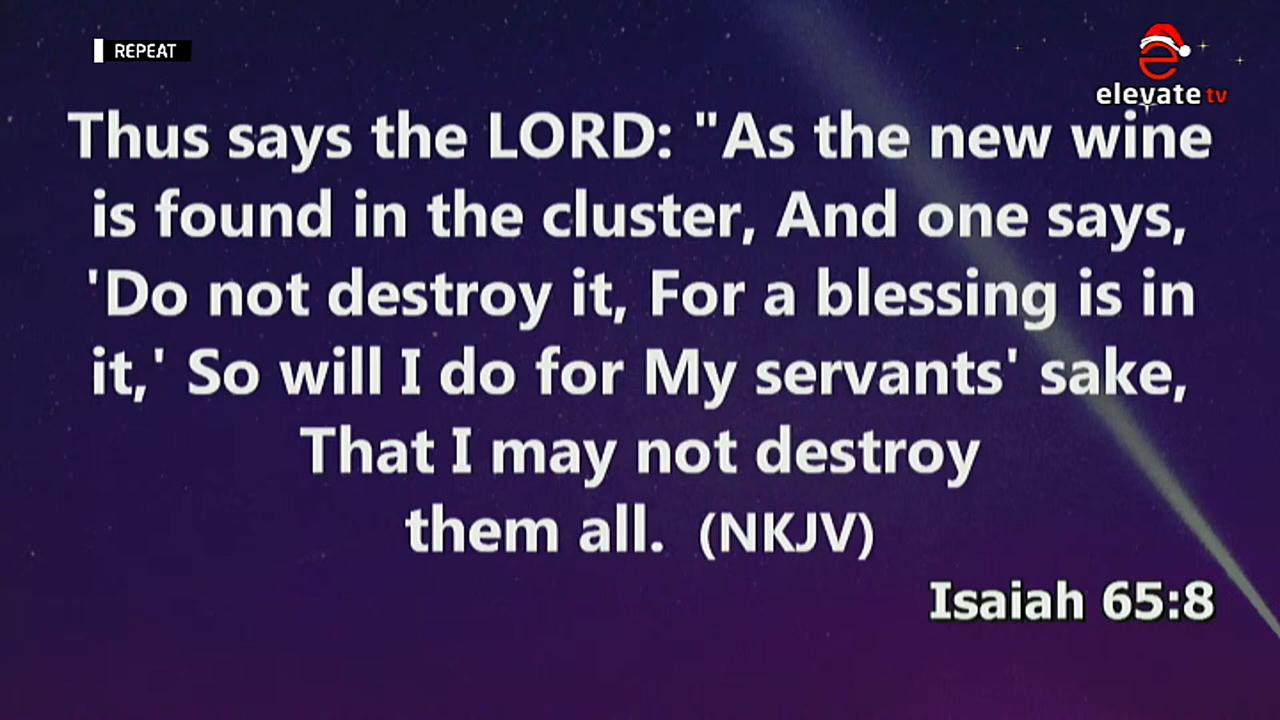 REPEAT
elevate tv
Thus says the LORD: "As the new wine
is found in the cluster, And one says,
'Do not destroy it, For a blessing is in
it,' So will I do for My servants' sake,
That I may not destroy
them all. (NKJV)
Isaiah 65:8